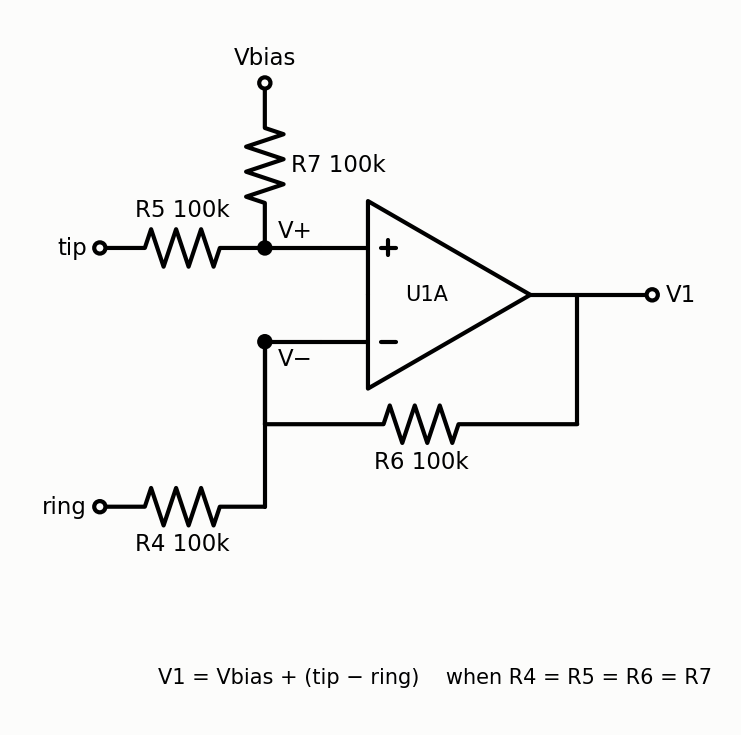 Vbias
R7 100k
R5 100k
V+
tip
+
U1A
V1
−
V−
R6 100k
ring
R4 100k
V1 = Vbias + (tip − ring)    when R4 = R5 = R6 = R7